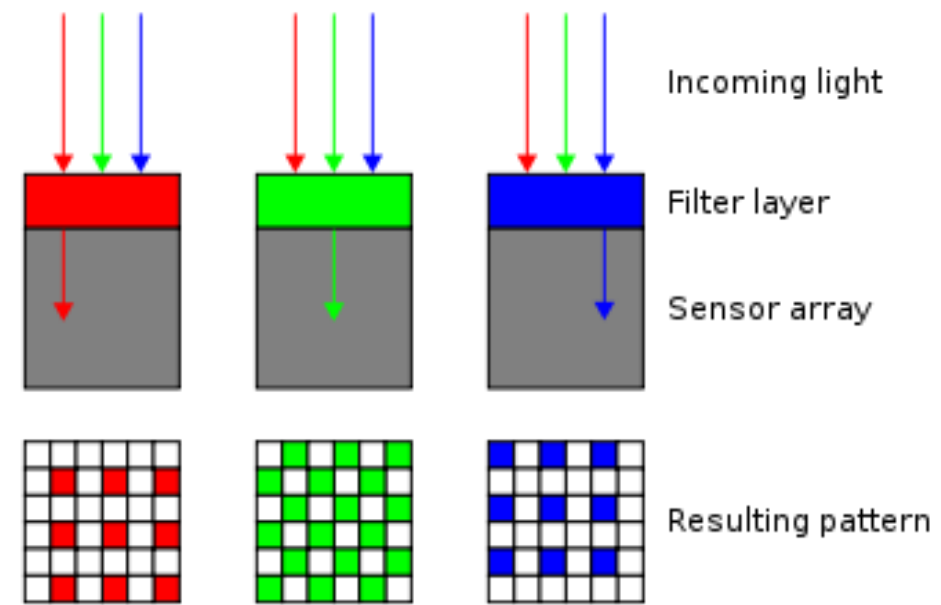 Incoming light
Filter layer
Sensor array
Resulting pattern